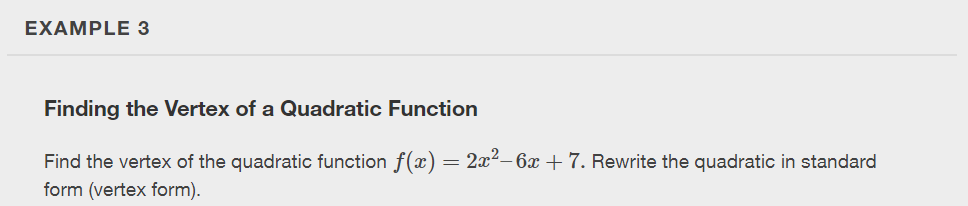 EXAMPLE 3
Finding the Vertex of a Quadratic Function
Find the vertex of the quadratic function f(x) = 2x²–6x + 7. Rewrite the quadratic in standard
form (vertex form).